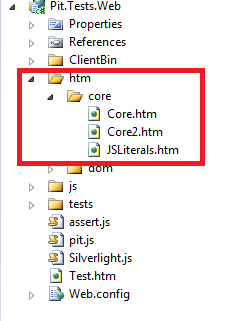 Pit.Tests.Web
Properties
References
ClientBin
htm
core
Core.htm
Core2.htm
JSLiterals.htm
dom
js
tests
assert.js
pit.js
Silverlight.js
Test.htm
Web.config